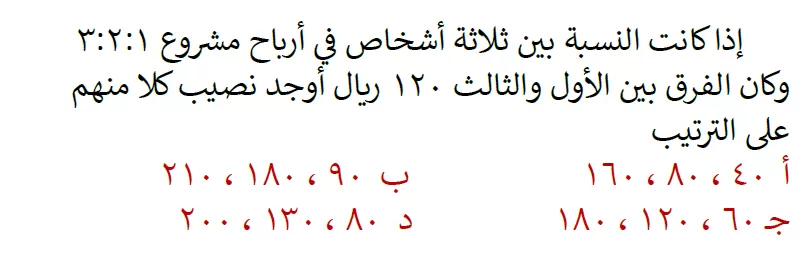 إذا كانت النسبة بين ثلاثة أشخاص في أرباح مشروع ١:٢:٣
وكان الفرق بين الأول والثالث ١٢٠ ريال أوجد نصيب كلا منهم
على الترتيب
أ ٤٠ ، ٨٠ ، ١٦٠ ب ٩٠ ، ١٨٠ ، ٢١٠
جـ ٦٠ ، ١٢٠ ، ١٨٠ د ٨٠ ، ١٣٠ ، ٢٠٠